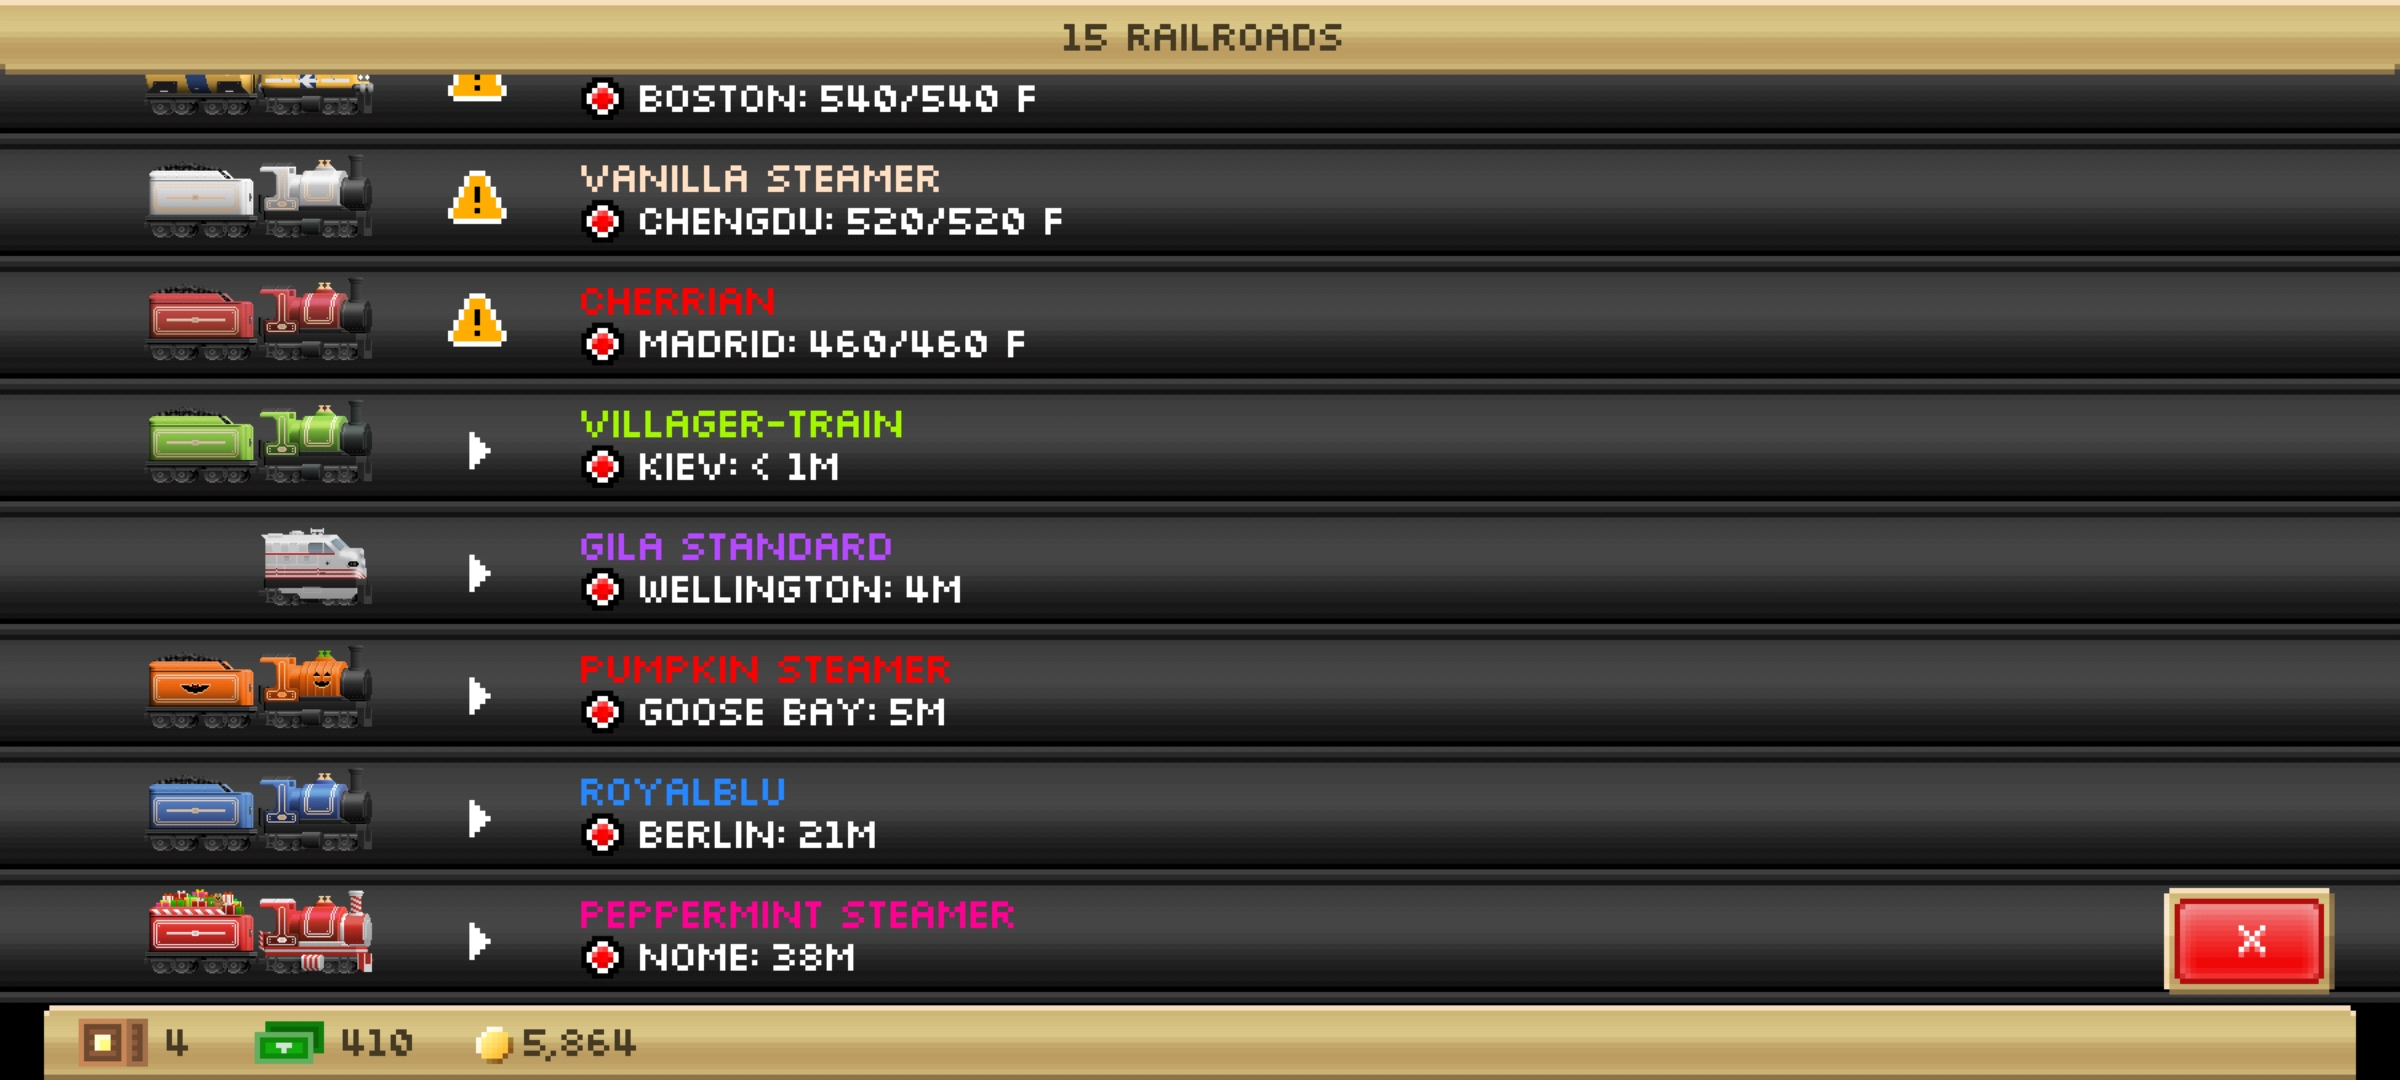 15 RAILROADS
BOSTON: 540/540 F
VANILLA STEAMER
CHENGDU: 520/520 F
CHERRIAN
MADRID: 460/460 F
VILLAGER-TRAIN
KIEV: < 1M
GILA STANDARD
WELLINGTON: 4M
PUMPKIN STEAMER
GOOSE BAY: 5M
ROYALBLU
BERLIN: 21M
PEPPERMINT STEAMER
NOME: 38M
X
4 410 5,864